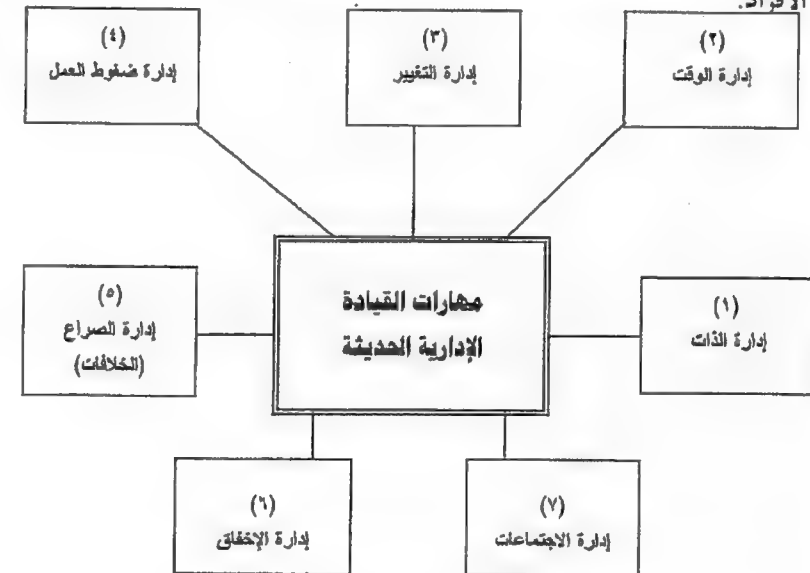 الأفراد.
(٤)
إدارة ضغوط العمل
(٣)
إدارة التغيير
(٢)
إدارة الوقت
مهارات القيادة
الإدارية الحديثة
(١)
إدارة الذات
(٥)
إدارة الصراع
(الخلافات)
(٦)
إدارة الإخفاق
(٧)
إدارة الاجتماعات